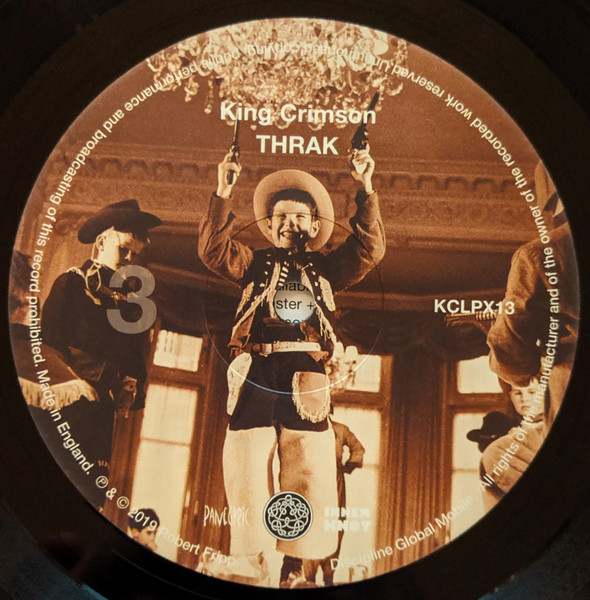 King Crimson
THRAK
3
KCLPX13
PANEGYRIC
INNER
KNOT
ster +
All rights of the manufacturer and of the owner of the recorded work reserved. Unauthorised copying, public performance and broadcasting of this record prohibited. Made in England. ℗ & © 2019 Robert Fripp.
Discipline Global Mobile